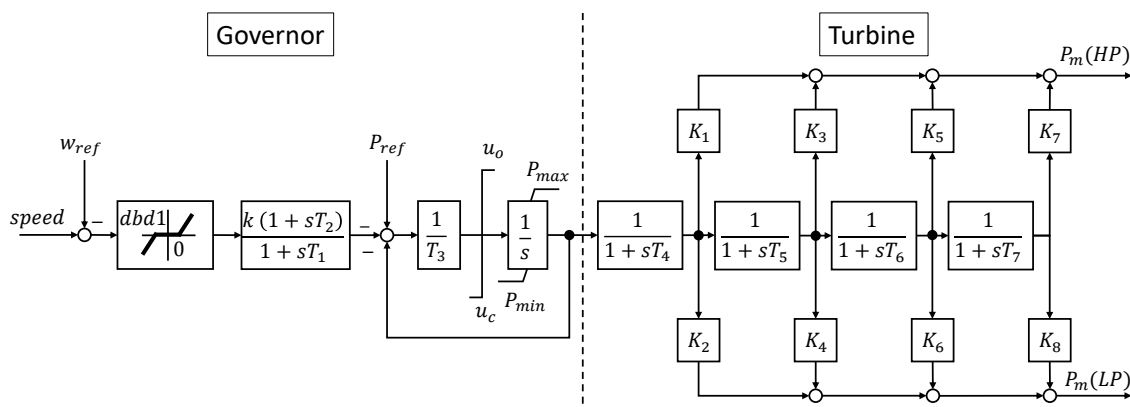 Governor
Turbine
P_m(HP)
K_1
K_3
K_5
K_7
w_ref
P_ref
u_o
P_max
speed
−
dbd1
0
k (1 + sT_2)
1 + sT_1
−
−
1
T_3
1
s
1
1 + sT_4
1
1 + sT_5
1
1 + sT_6
1
1 + sT_7
P_min
u_c
K_2
K_4
K_6
K_8
P_m(LP)